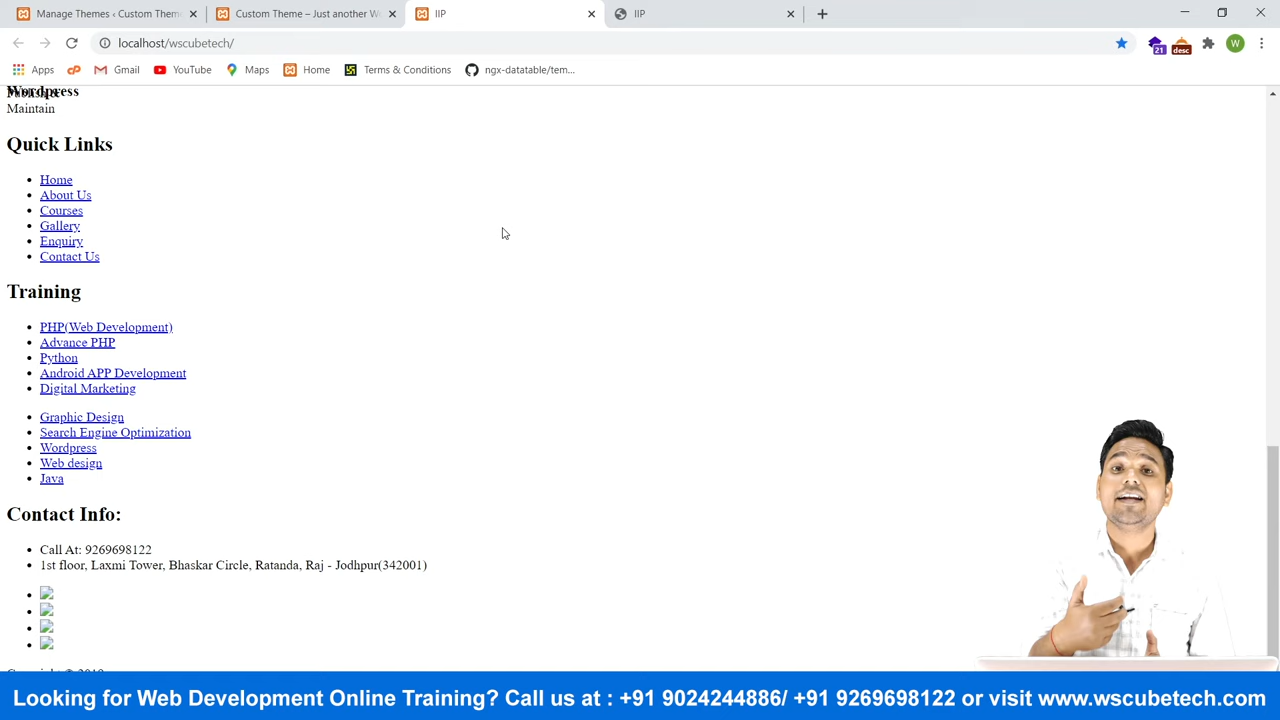 Manage Themes ‹ Custom Them
Custom Theme – Just another W
IIP
IIP
localhost/wscubetech/
W
21
desc
Apps
Gmail
YouTube
Maps
Home
Terms & Conditions
ngx-datatable/tem...
Wordpress
Maintain
Quick Links
Home
About Us
Courses
Gallery
Enquiry
Contact Us
Training
PHP(Web Development)
Advance PHP
Python
Android APP Development
Digital Marketing
Graphic Design
Search Engine Optimization
Wordpress
Web design
Java
Contact Info:
Call At: 9269698122
1st floor, Laxmi Tower, Bhaskar Circle, Ratanda, Raj - Jodhpur(342001)
Looking for Web Development Online Training? Call us at : +91 9024244886/ +91 9269698122 or visit www.wscubetech.com